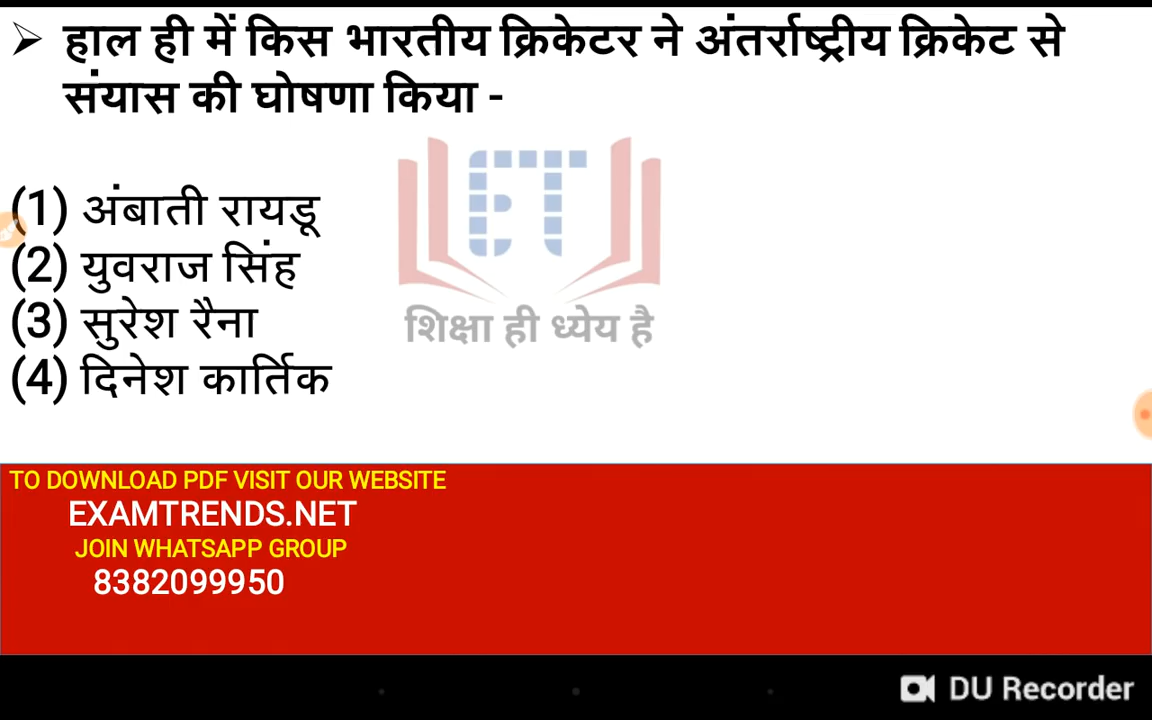 ➢ हाल ही में किस भारतीय क्रिकेटर ने अंतर्राष्ट्रीय क्रिकेट से
संयास की घोषणा किया -
ET
शिक्षा ही ध्येय है
(1) अंबाती रायडू
(2) युवराज सिंह
(3) सुरेश रैना
(4) दिनेश कार्तिक
TO DOWNLOAD PDF VISIT OUR WEBSITE
EXAMTRENDS.NET
JOIN WHATSAPP GROUP
8382099950
DU Recorder